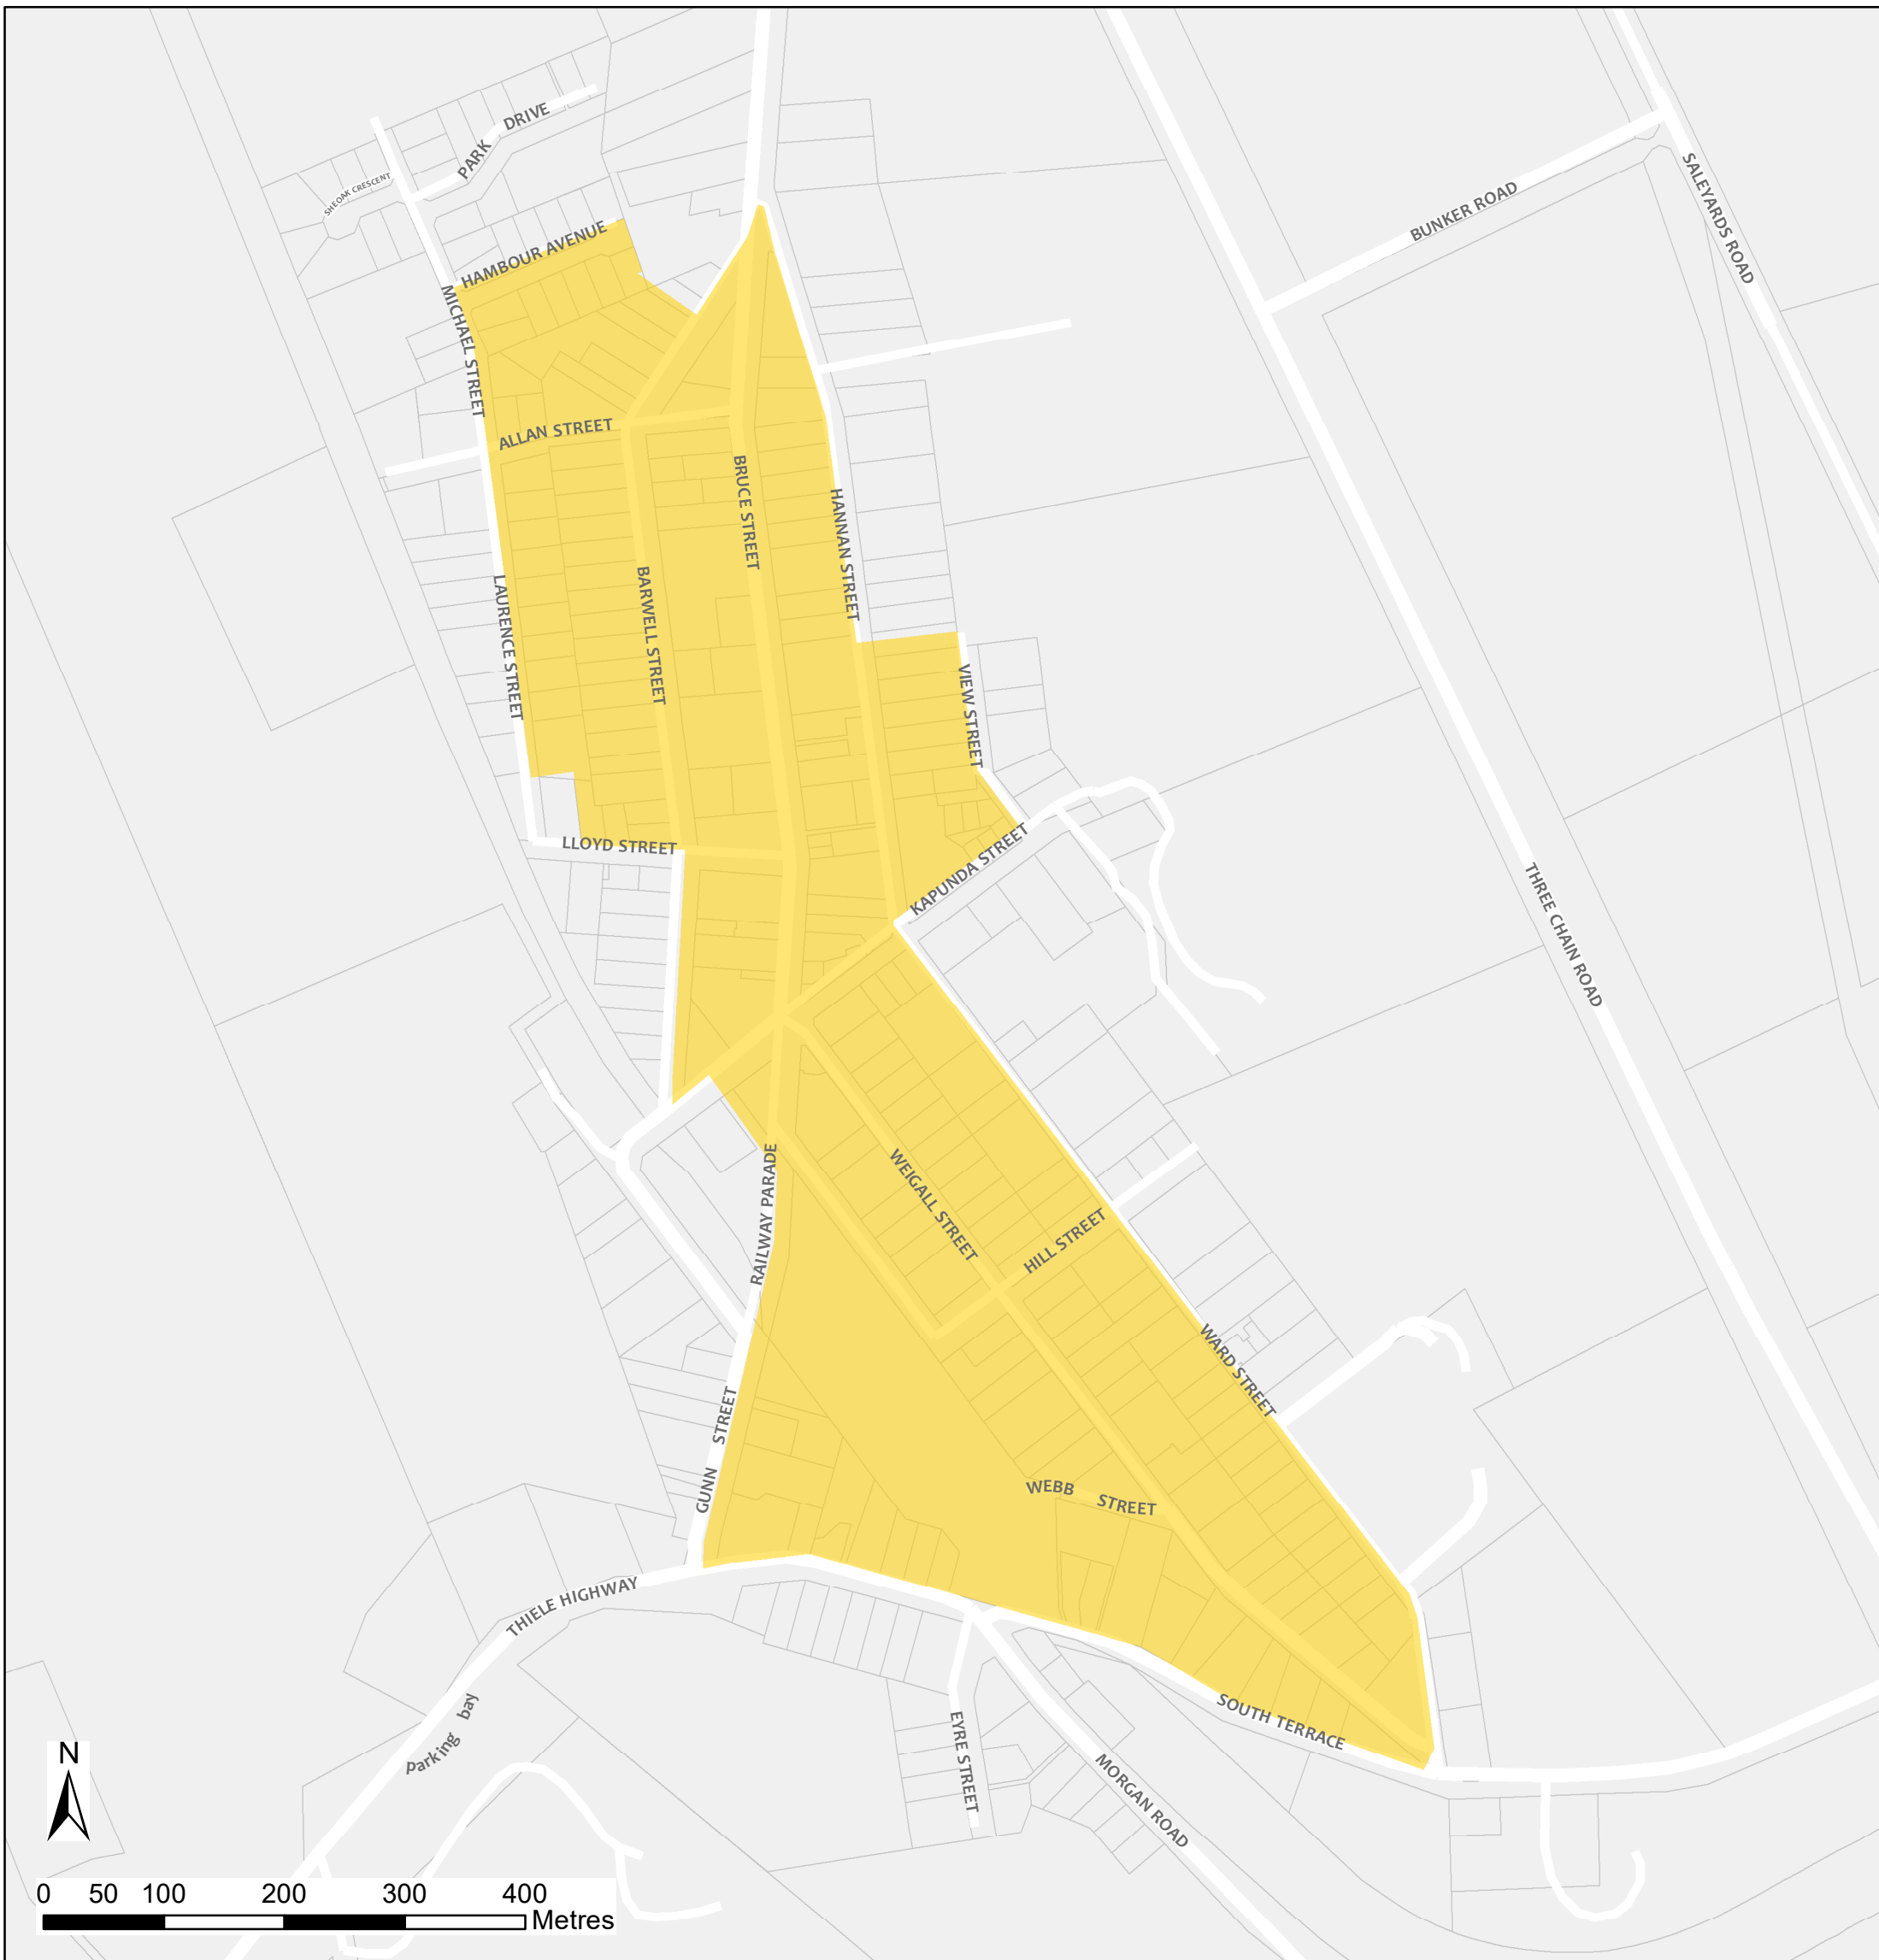 PARK DRIVE
SHEOAK CRESCENT
BUNKER ROAD
SALEYARDS ROAD
HAMBOUR AVENUE
MICHAEL STREET
ALLAN STREET
BRUCE STREET
HANNAN STREET
BARWELL STREET
LAURENCE STREET
VIEW STREET
LLOYD STREET
KAPUNDA STREET
THREE CHAIN ROAD
RAILWAY PARADE
WEIGALL STREET
HILL STREET
WARD STREET
GUNN STREET
WEBB STREET
THIELE HIGHWAY
Parking bay
SOUTH TERRACE
EYRE STREET
MORGAN ROAD
N
0 50 100 200 300 400
Metres